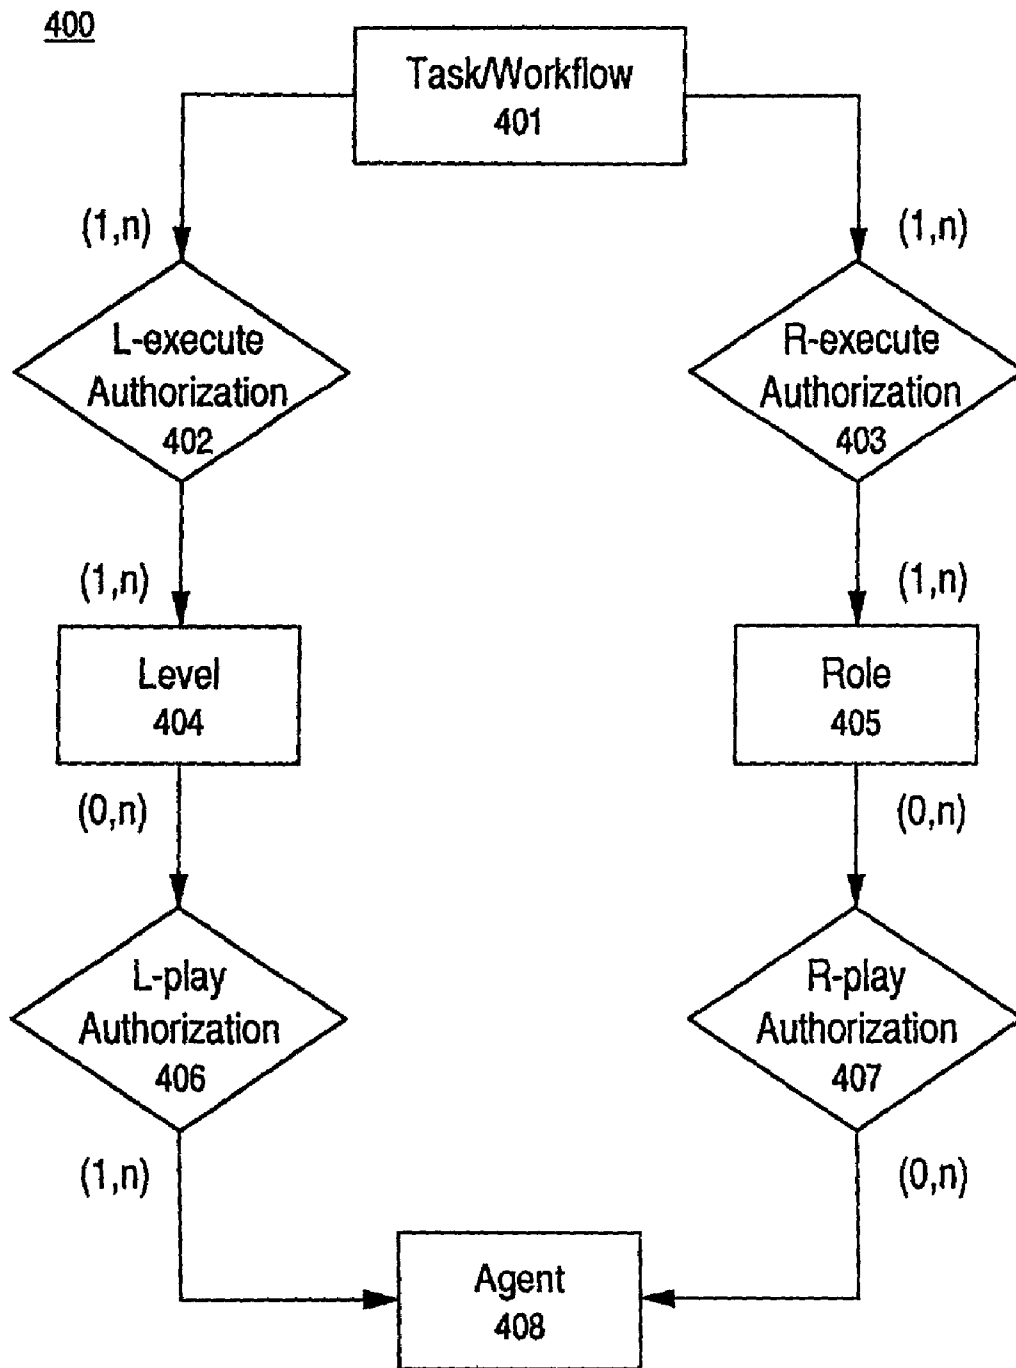 400
Task/Workflow
401
(1,n)
(1,n)
L-execute
Authorization
402
R-execute
Authorization
403
(1,n)
(1,n)
Level
404
Role
405
(0,n)
(0,n)
L-play
Authorization
406
R-play
Authorization
407
(1,n)
(0,n)
Agent
408